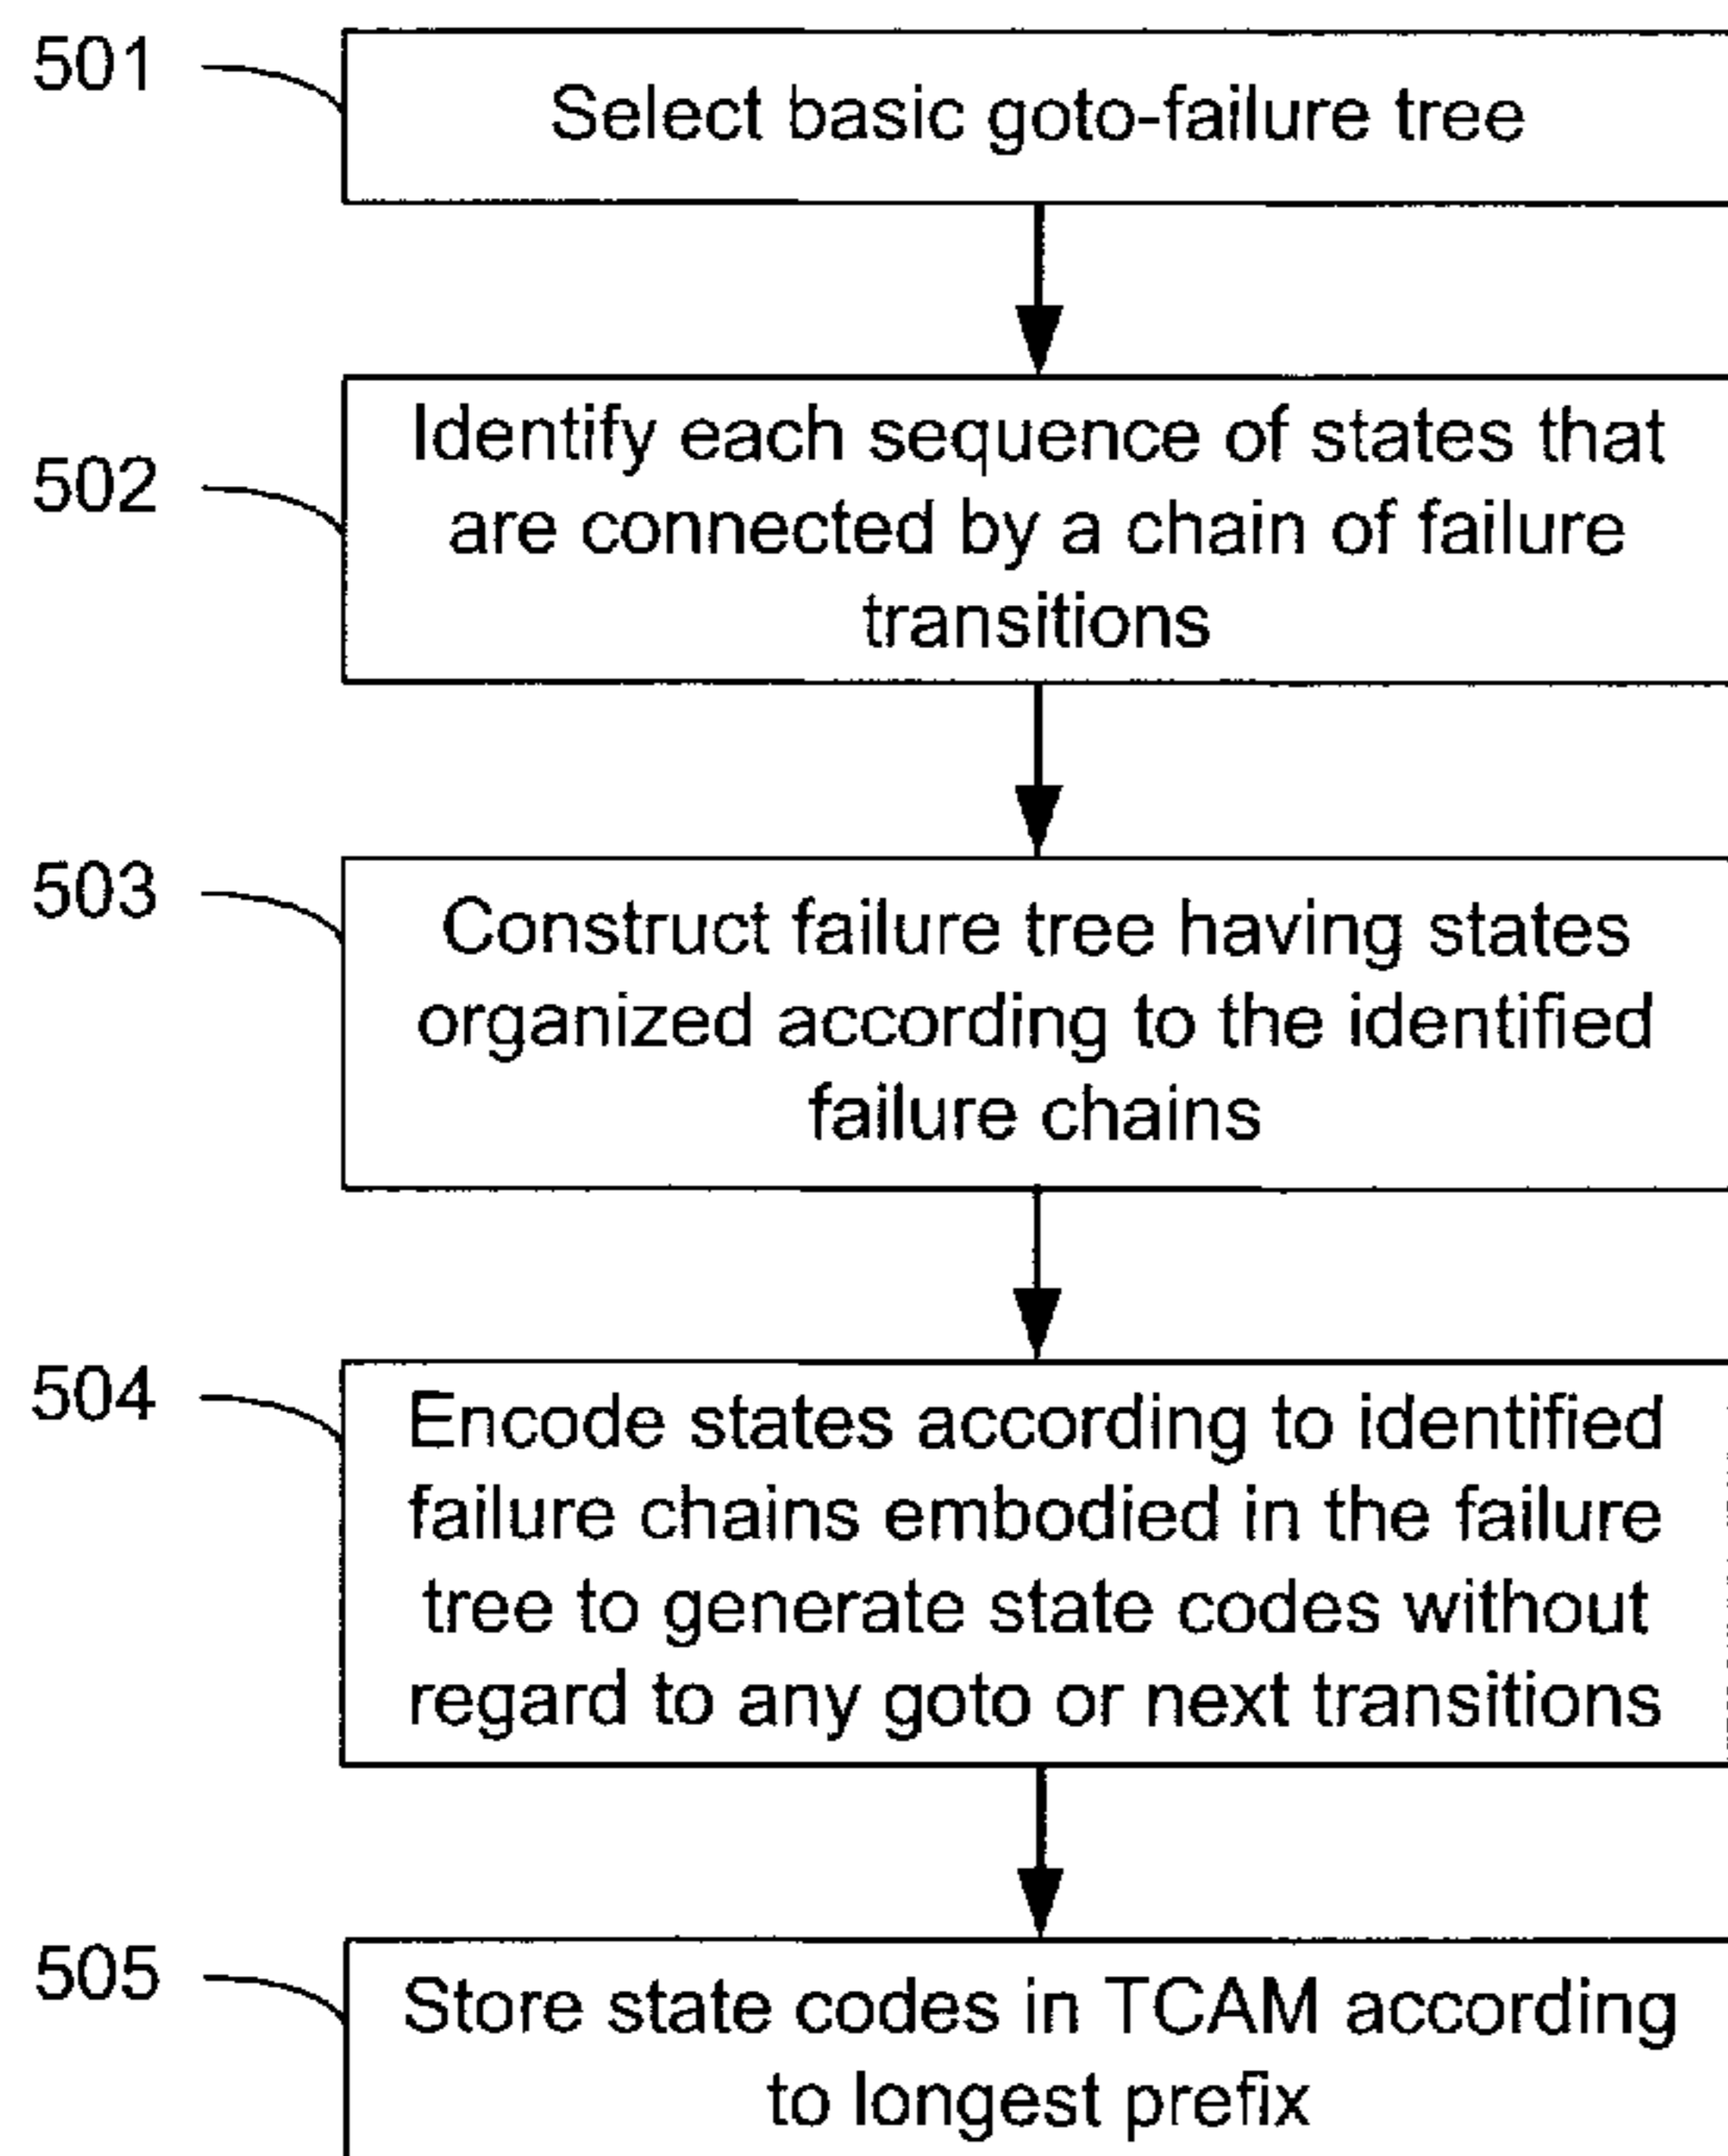 501
Select basic goto-failure tree
502
Identify each sequence of states that
are connected by a chain of failure
transitions
503
Construct failure tree having states
organized according to the identified
failure chains
504
Encode states according to identified
failure chains embodied in the failure
tree to generate state codes without
regard to any goto or next transitions
505
Store state codes in TCAM according
to longest prefix